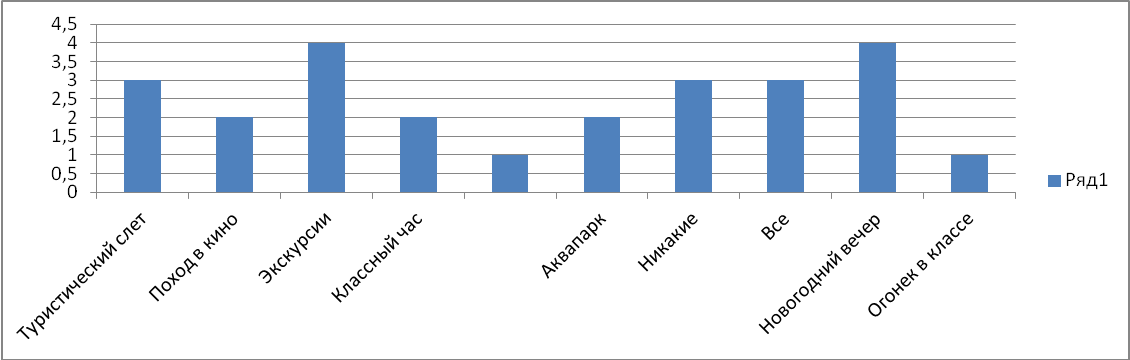 4,5
4
3,5
3
2,5
2
1,5
1
0,5
0
Туристический слет
Поход в кино
Экскурсии
Классный час
Аквапарк
Никакие
Все
Новогодний вечер
Огонек в классе
Ряд1